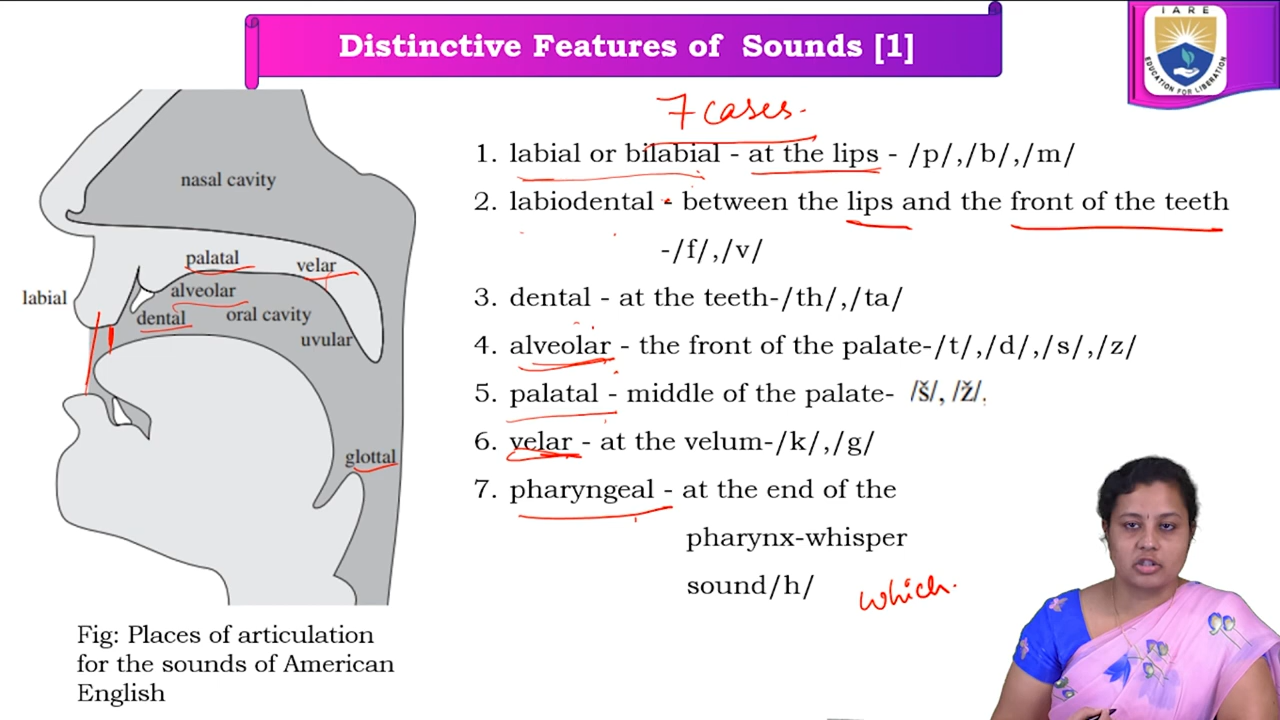 Distinctive Features of Sounds [1]
IARE
EDUCATION FOR LIBERATION
7 cases.
nasal cavity
palatal
velar
alveolar
labial
dental
oral cavity
uvular
glottal
Fig: Places of articulation
for the sounds of American
English
1. labial or bilabial - at the lips - /p/,/b/,/m/
2. labiodental - between the lips and the front of the teeth
-/f/,/v/
3. dental - at the teeth-/th/,/ta/
4. alveolar - the front of the palate-/t/,/d/,/s/,/z/
5. palatal - middle of the palate- /š/, /ž/.
6. velar - at the velum-/k/,/g/
7. pharyngeal - at the end of the
pharynx-whisper
sound/h/
which.